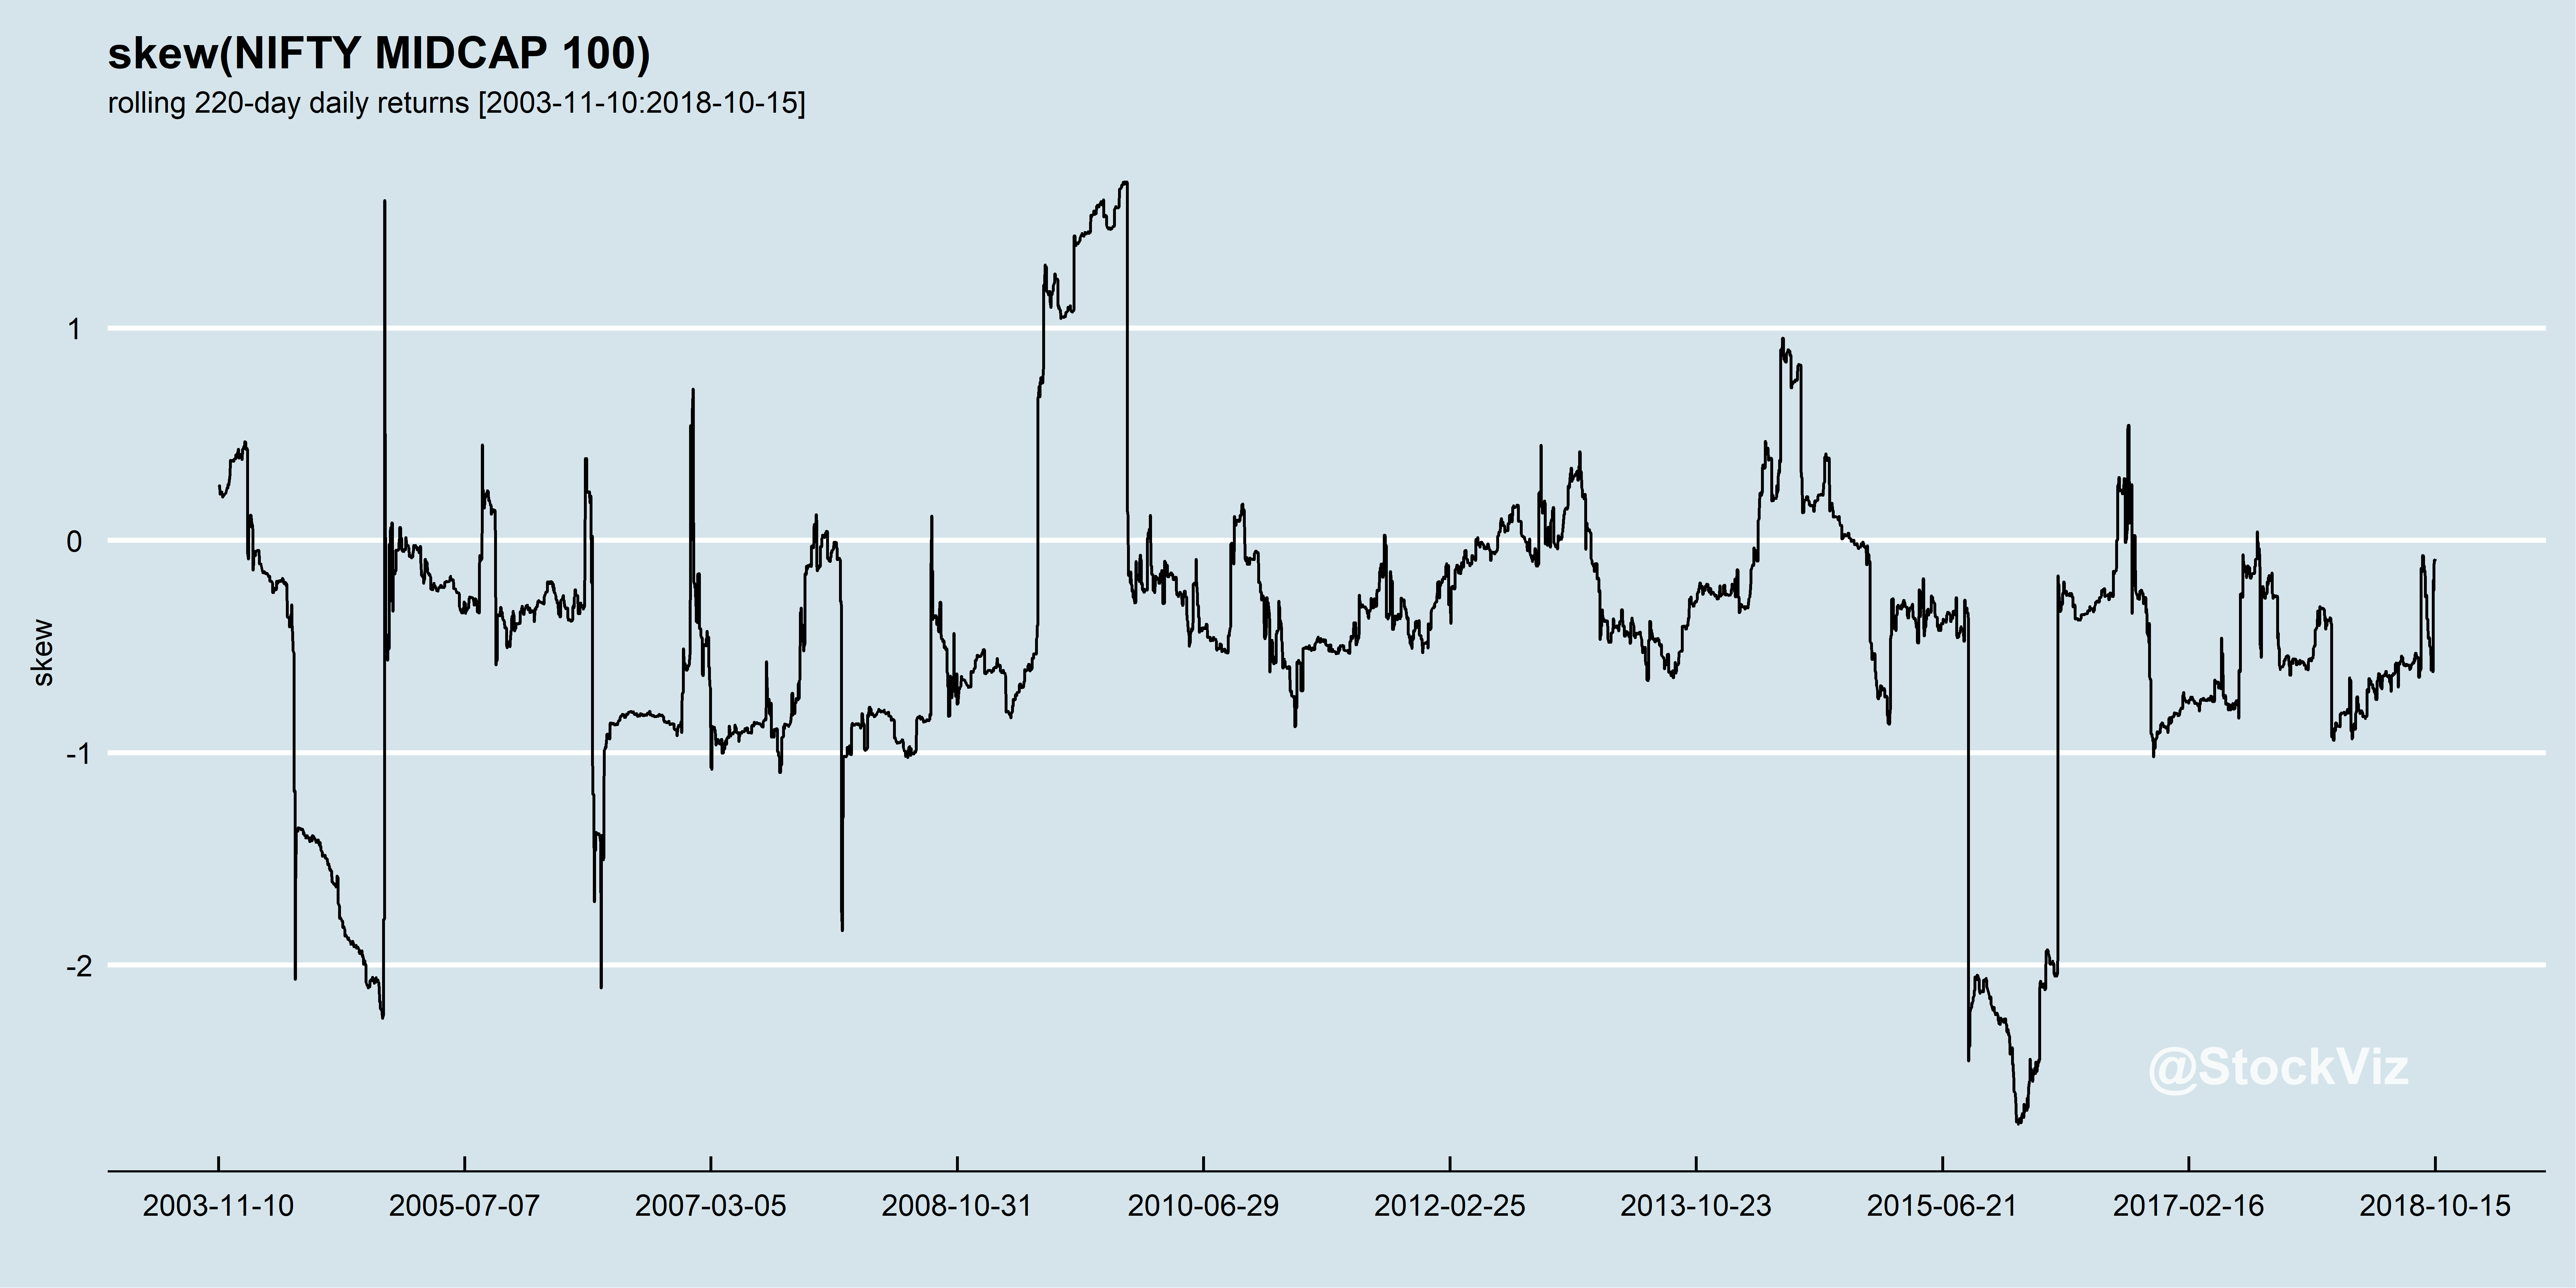 skew(NIFTY MIDCAP 100)
rolling 220-day daily returns [2003-11-10:2018-10-15]
1
0
skew
-1
-2
@StockViz
2003-11-10 2005-07-07 2007-03-05 2008-10-31 2010-06-29 2012-02-25 2013-10-23 2015-06-21 2017-02-16 2018-10-15